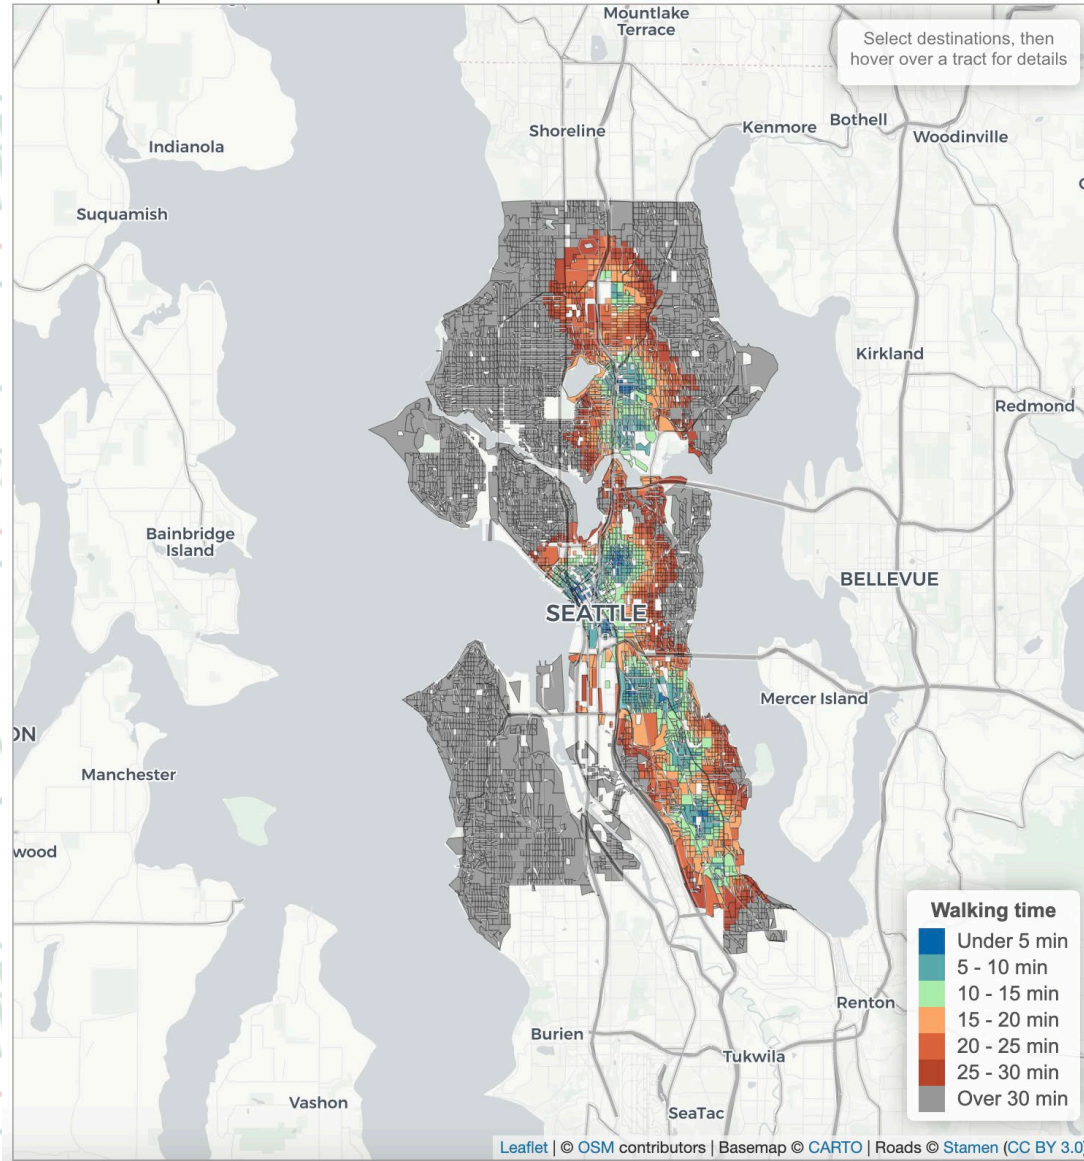 Mountlake
Terrace
Select destinations, then
hover over a tract for details
Shoreline
Kenmore
Bothell
Woodinville
Indianola
Suquamish
Kirkland
Redmond
Bainbridge
Island
BELLEVUE
SEATTLE
Mercer Island
ON
Manchester
wood
Walking time
Under 5 min
5 - 10 min
10 - 15 min
15 - 20 min
20 - 25 min
25 - 30 min
Over 30 min
Renton
Burien
Tukwila
Vashon
SeaTac
Leaflet | © OSM contributors | Basemap © CARTO | Roads © Stamen (CC BY 3.0)